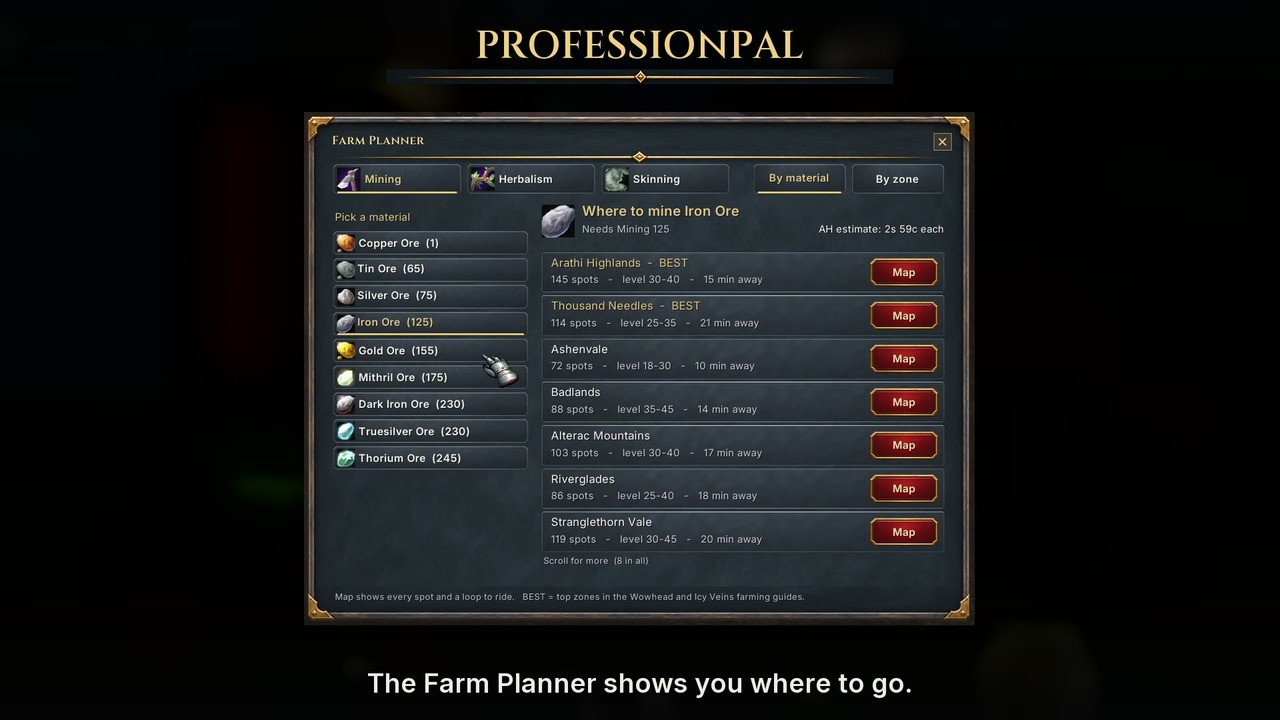 PROFESSIONPAL
FARM PLANNER
Mining
Herbalism
Skinning
By material
By zone
Pick a material
Copper Ore (1)
Tin Ore (65)
Silver Ore (75)
Iron Ore (125)
Gold Ore (155)
Mithril Ore (175)
Dark Iron Ore (230)
Truesilver Ore (230)
Thorium Ore (245)
Where to mine Iron Ore
Needs Mining 125
AH estimate: 2s 59c each
Arathi Highlands - BEST
145 spots - level 30-40 - 15 min away
Map
Thousand Needles - BEST
114 spots - level 25-35 - 21 min away
Map
Ashenvale
72 spots - level 18-30 - 10 min away
Map
Badlands
88 spots - level 35-45 - 14 min away
Map
Alterac Mountains
103 spots - level 30-40 - 17 min away
Map
Riverglades
86 spots - level 25-40 - 18 min away
Map
Stranglethorn Vale
119 spots - level 30-45 - 20 min away
Map
Scroll for more (8 in all)
Map shows every spot and a loop to ride. BEST = top zones in the Wowhead and Icy Veins farming guides.
The Farm Planner shows you where to go.